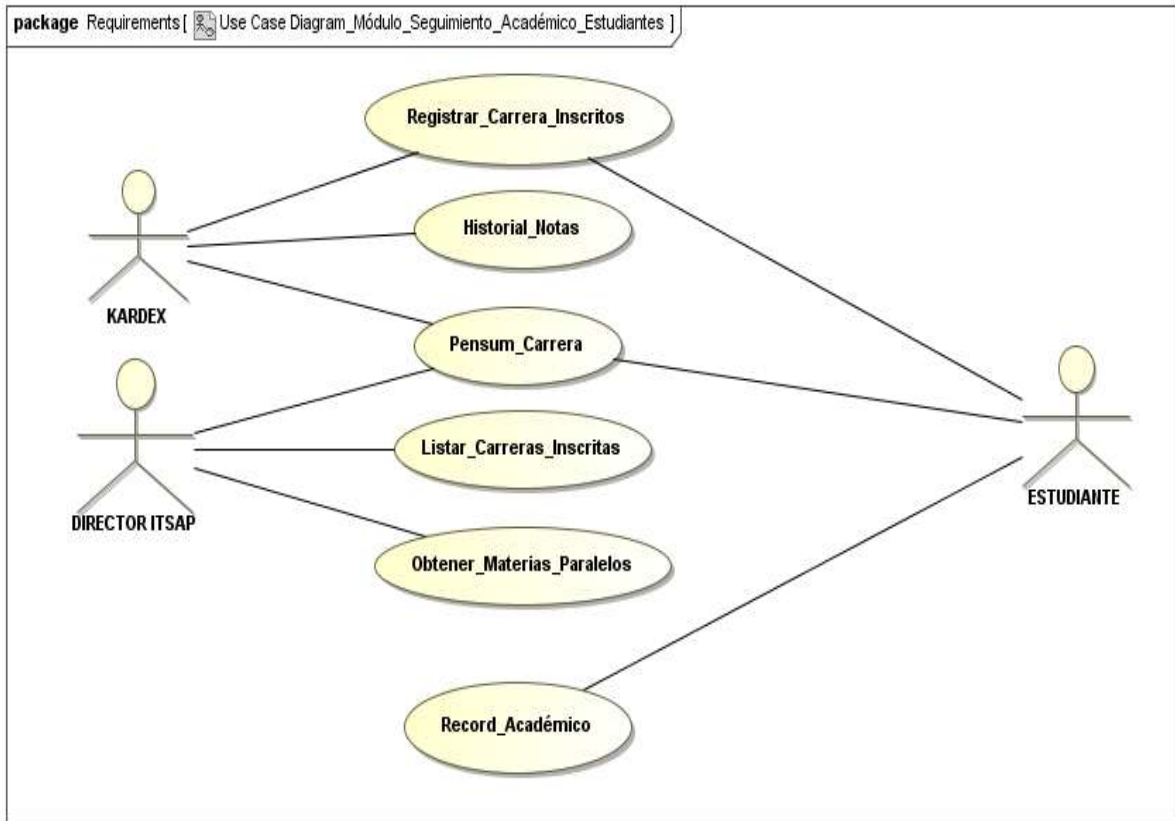 package Requirements [ Use Case Diagram_Módulo_Seguimiento_Académico_Estudiantes ]
Registrar_Carrera_Inscritos
Historial_Notas
KARDEX
Pensum_Carrera
Listar_Carreras_Inscritas
ESTUDIANTE
DIRECTOR ITSAP
Obtener_Materias_Paralelos
Record_Académico